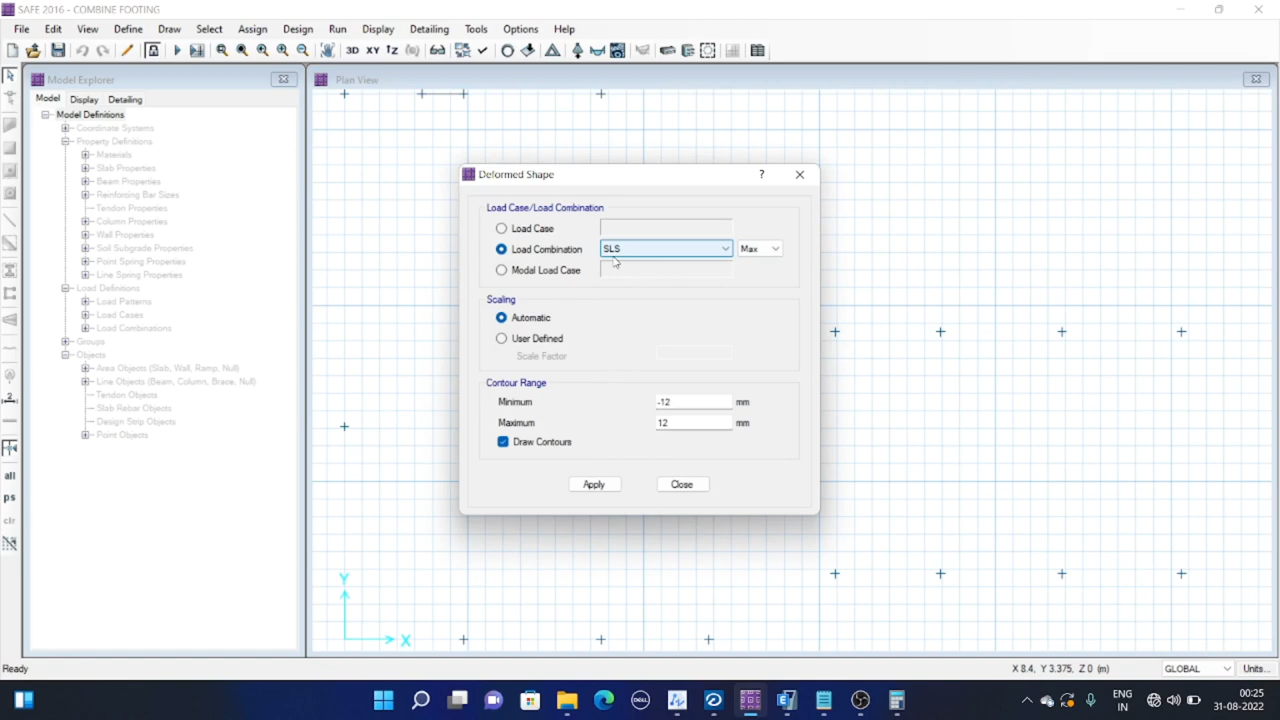 SAFE 2016 - COMBINE FOOTING
File Edit View Define Draw Select Assign Design Run Display Detailing Tools Options Help
3D XY
Model Explorer
Plan View
Model Display Detailing
Model Definitions
Coordinate Systems
Property Definitions
Materials
Slab Properties
Beam Properties
Reinforcing Bar Sizes
Tendon Properties
Column Properties
Wall Properties
Soil Subgrade Properties
Point Spring Properties
Line Spring Properties
Load Definitions
Load Patterns
Load Cases
Load Combinations
Groups
Objects
Area Objects (Slab, Wall, Ramp, Null)
Line Objects (Beam, Column, Brace, Null)
Tendon Objects
Slab Rebar Objects
Design Strip Objects
Point Objects
all
ps
clr
Deformed Shape
?
Load Case/Load Combination
Load Case
Load Combination SLS Max
Modal Load Case
Scaling
Automatic
User Defined
Scale Factor
Contour Range
Minimum -12 mm
Maximum 12 mm
Draw Contours
Apply Close
Y
X
Ready
X 8.4, Y 3.375, Z 0 (m)
GLOBAL
Units...
DELL
ENG
IN
00:25
31-08-2022